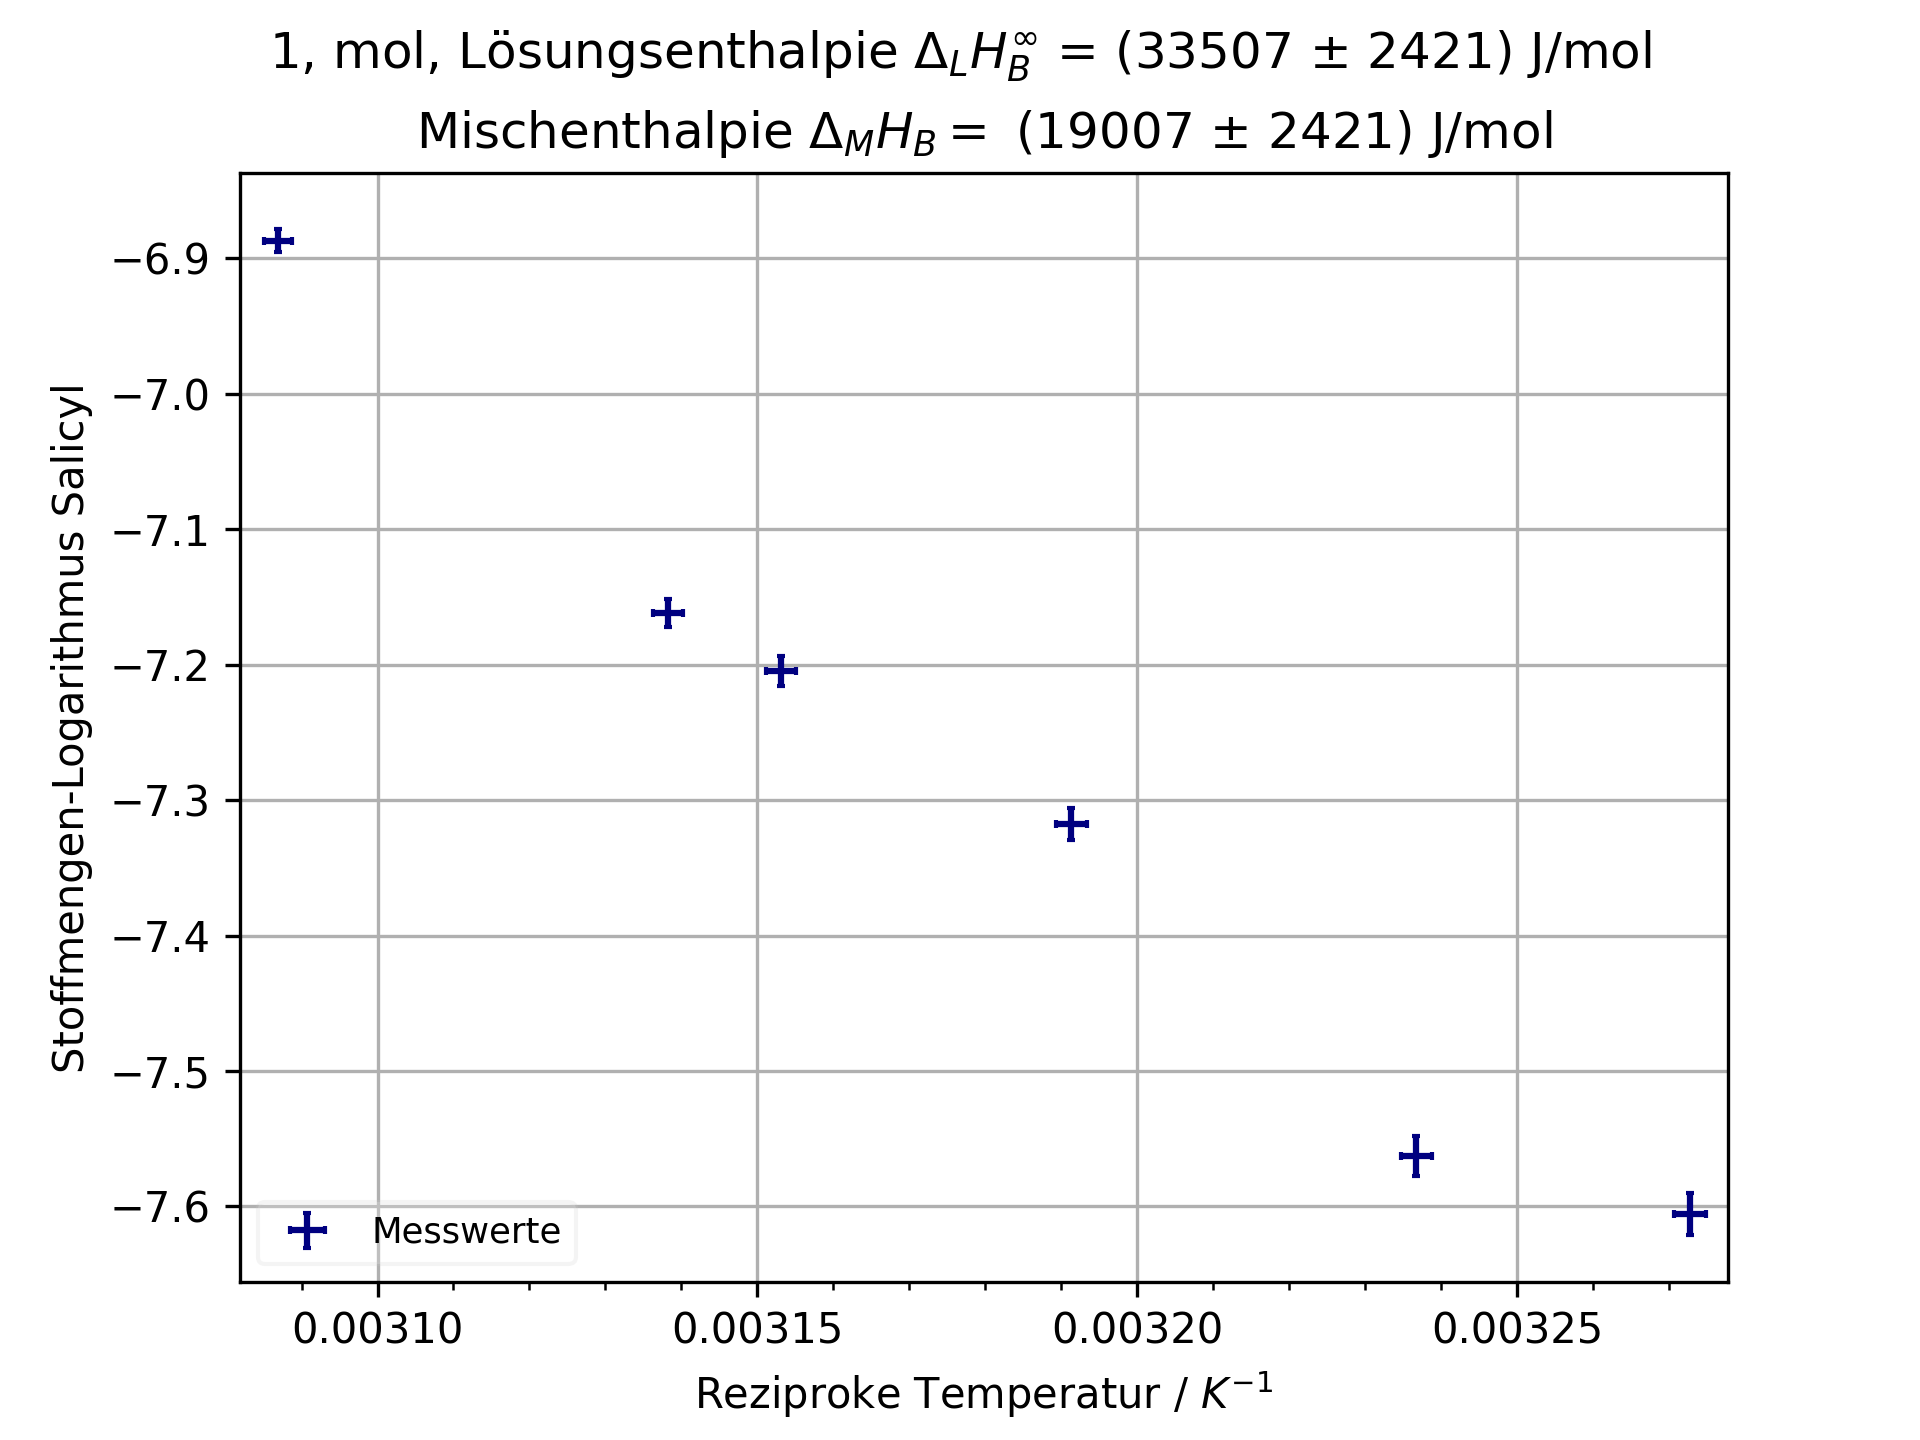 1, mol, Lösungsenthalpie Δ_L H_B^∞ = (33507 ± 2421) J/mol
Mischenthalpie Δ_M H_B = (19007 ± 2421) J/mol
Stoffmengen-Logarithmus Salicyl
−6.9
−7.0
−7.1
−7.2
−7.3
−7.4
−7.5
−7.6
Messwerte
0.00310 0.00315 0.00320 0.00325
Reziproke Temperatur / K⁻¹